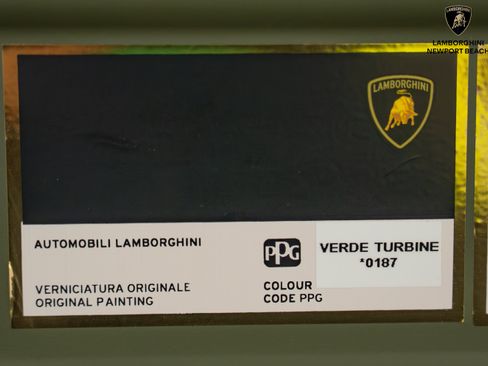 LAMBORGHINI
NEWPORT BEACH
LAMBORGHINI
AUTOMOBILI LAMBORGHINI
PPG
VERDE TURBINE
*0187
VERNICIATURA ORIGINALE
ORIGINAL PAINTING
COLOUR
CODE PPG